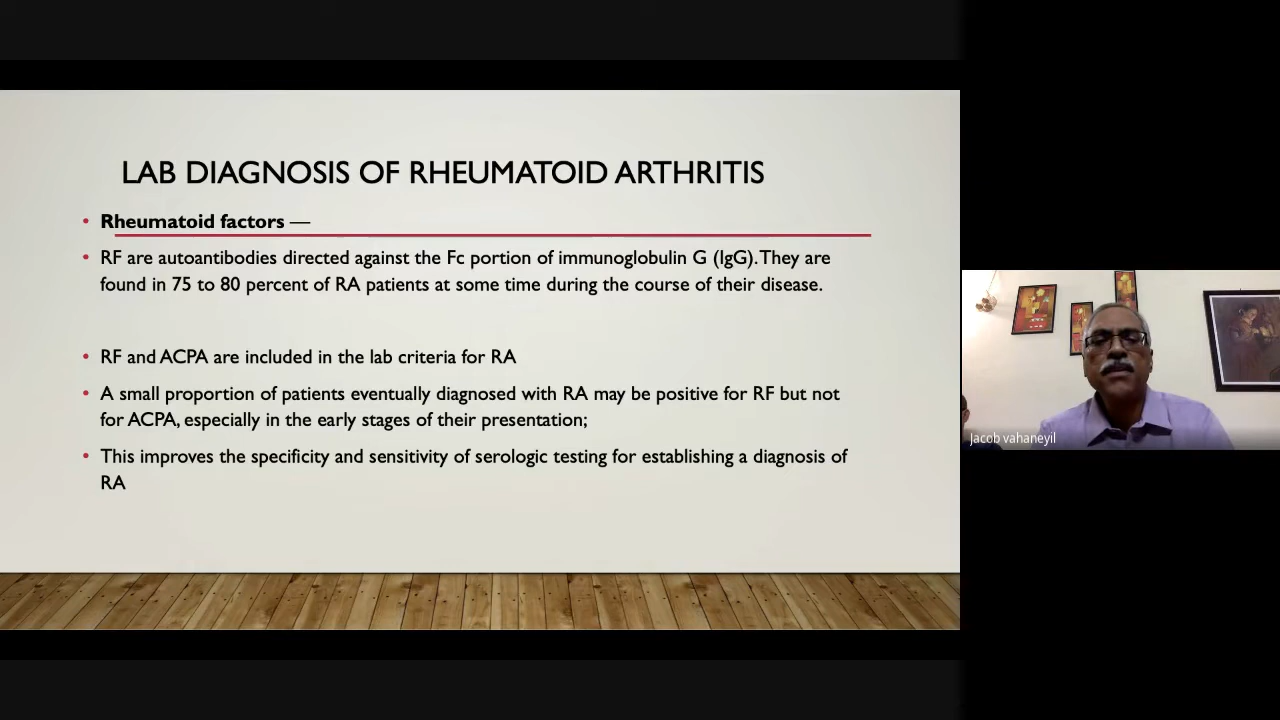 LAB DIAGNOSIS OF RHEUMATOID ARTHRITIS
• Rheumatoid factors —
• RF are autoantibodies directed against the Fc portion of immunoglobulin G (IgG). They are
found in 75 to 80 percent of RA patients at some time during the course of their disease.
• RF and ACPA are included in the lab criteria for RA
• A small proportion of patients eventually diagnosed with RA may be positive for RF but not
for ACPA, especially in the early stages of their presentation;
• This improves the specificity and sensitivity of serologic testing for establishing a diagnosis of
RA
Jacob vahaneyil